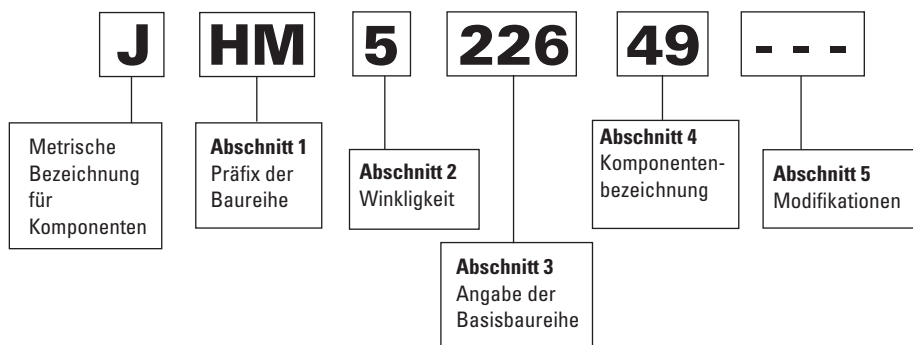 J HM 5 226 49 - - -
Metrische
Bezeichnung
für
Komponenten
Abschnitt 1
Präfix der
Baureihe
Abschnitt 2
Winkligkeit
Abschnitt 3
Angabe der
Basisbaureihe
Abschnitt 4
Komponenten-
bezeichnung
Abschnitt 5
Modifikationen